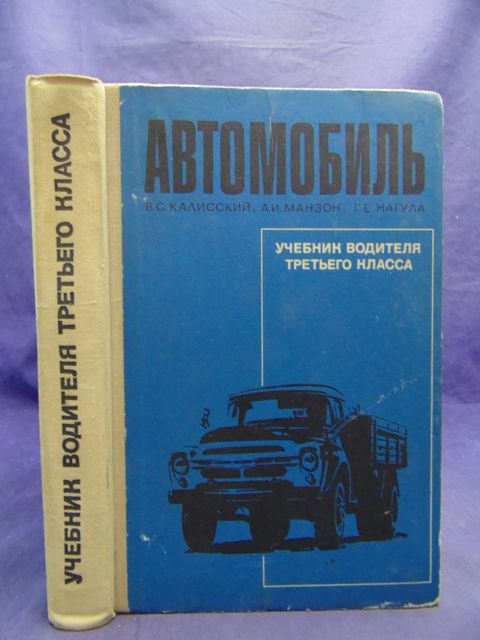 УЧЕБНИК ВОДИТЕЛЯ ТРЕТЬЕГО КЛАССА
АВТОМОБИЛЬ
В.С.КАЛИССКИЙ, А.И.МАНЗОН, Г.Е.НАГУЛА
УЧЕБНИК ВОДИТЕЛЯ
ТРЕТЬЕГО КЛАССА